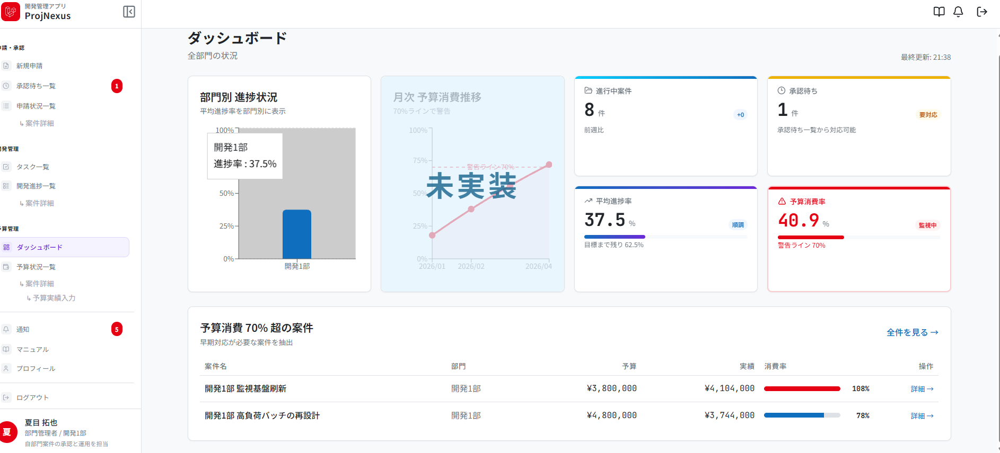 開発管理アプリ
ProjNexus
請・承認
新規申請
承認待ち一覧
1
申請状況一覧
↳ 案件詳細
発管理
タスク一覧
開発進捗一覧
↳ 案件詳細
算管理
ダッシュボード
予算状況一覧
↳ 案件詳細
↳ 予算実績入力
通知
5
マニュアル
プロフィール
ログアウト
夏
夏目 拓也
部門管理者 / 開発1部
自部門案件の承認と運用を担当
ダッシュボード
全部門の状況
最終更新: 21:38
部門別 進捗状況
平均進捗率を部門別に表示
100%
開発1部
進捗率 : 37.5%
50%
25%
0%
開発1部
月次 予算消費推移
70%ラインで警告
100%
75%
警告ライン 70%
未実装
50%
25%
0%
2026/01 2026/02 2026/04
進行中案件
8 件
+0
前週比
承認待ち
1 件
要対応
承認待ち一覧から対応可能
平均進捗率
37.5 %
順調
目標まで残り 62.5%
予算消費率
40.9 %
監視中
警告ライン 70%
予算消費 70% 超の案件
早期対応が必要な案件を抽出
全件を見る →
案件名 部門 予算 実績 消費率 操作
開発1部 監視基盤刷新 開発1部 ¥3,800,000 ¥4,104,000 108% 詳細 →
開発1部 高負荷バッチの再設計 開発1部 ¥4,800,000 ¥3,744,000 78% 詳細 →